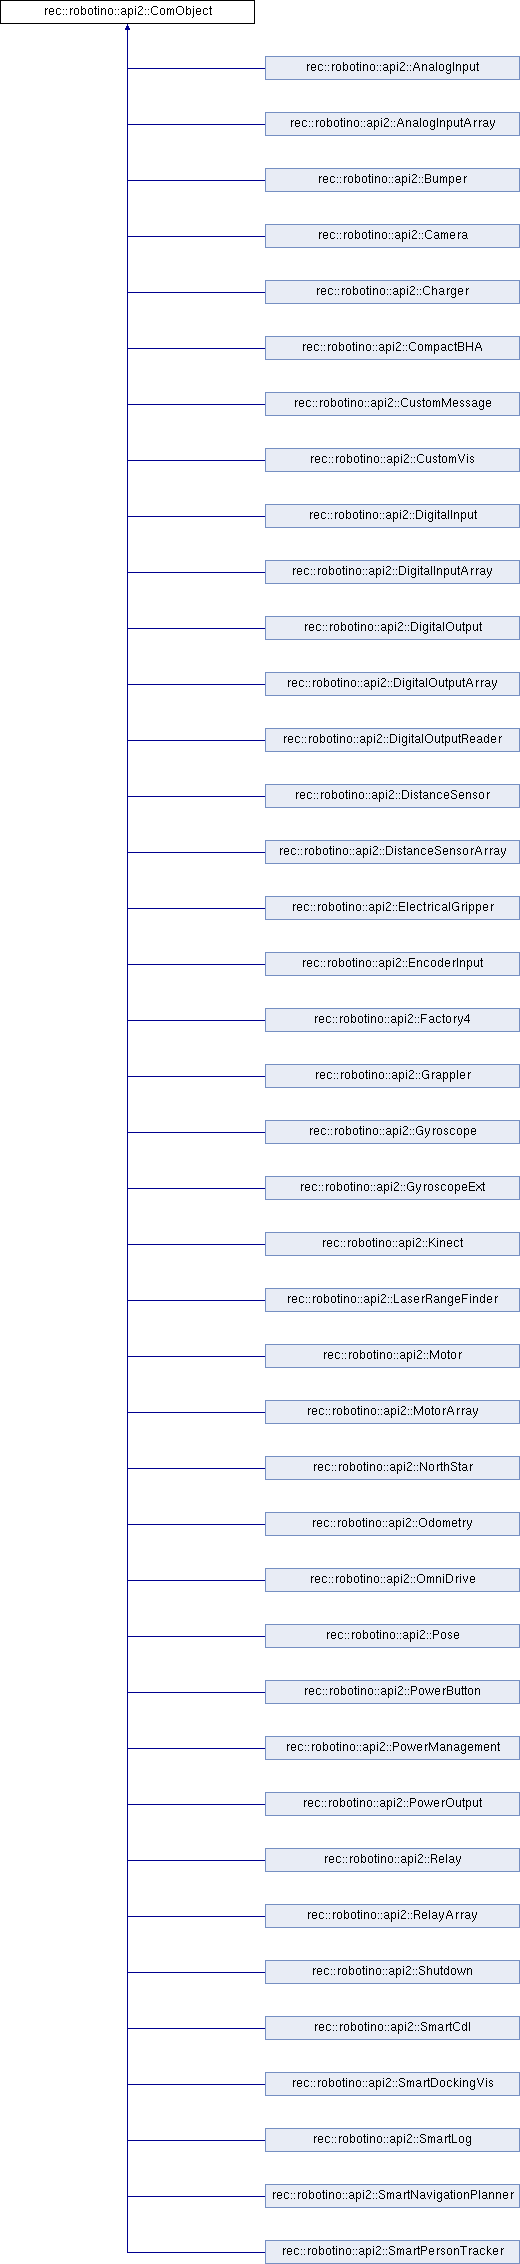 rec::robotino::api2::ComObject
rec::robotino::api2::AnalogInput
rec::robotino::api2::AnalogInputArray
rec::robotino::api2::Bumper
rec::robotino::api2::Camera
rec::robotino::api2::Charger
rec::robotino::api2::CompactBHA
rec::robotino::api2::CustomMessage
rec::robotino::api2::CustomVis
rec::robotino::api2::DigitalInput
rec::robotino::api2::DigitalInputArray
rec::robotino::api2::DigitalOutput
rec::robotino::api2::DigitalOutputArray
rec::robotino::api2::DigitalOutputReader
rec::robotino::api2::DistanceSensor
rec::robotino::api2::DistanceSensorArray
rec::robotino::api2::ElectricalGripper
rec::robotino::api2::EncoderInput
rec::robotino::api2::Factory4
rec::robotino::api2::Grappler
rec::robotino::api2::Gyroscope
rec::robotino::api2::GyroscopeExt
rec::robotino::api2::Kinect
rec::robotino::api2::LaserRangeFinder
rec::robotino::api2::Motor
rec::robotino::api2::MotorArray
rec::robotino::api2::NorthStar
rec::robotino::api2::Odometry
rec::robotino::api2::OmniDrive
rec::robotino::api2::Pose
rec::robotino::api2::PowerButton
rec::robotino::api2::PowerManagement
rec::robotino::api2::PowerOutput
rec::robotino::api2::Relay
rec::robotino::api2::RelayArray
rec::robotino::api2::Shutdown
rec::robotino::api2::SmartCdl
rec::robotino::api2::SmartDockingVis
rec::robotino::api2::SmartLog
rec::robotino::api2::SmartNavigationPlanner
rec::robotino::api2::SmartPersonTracker